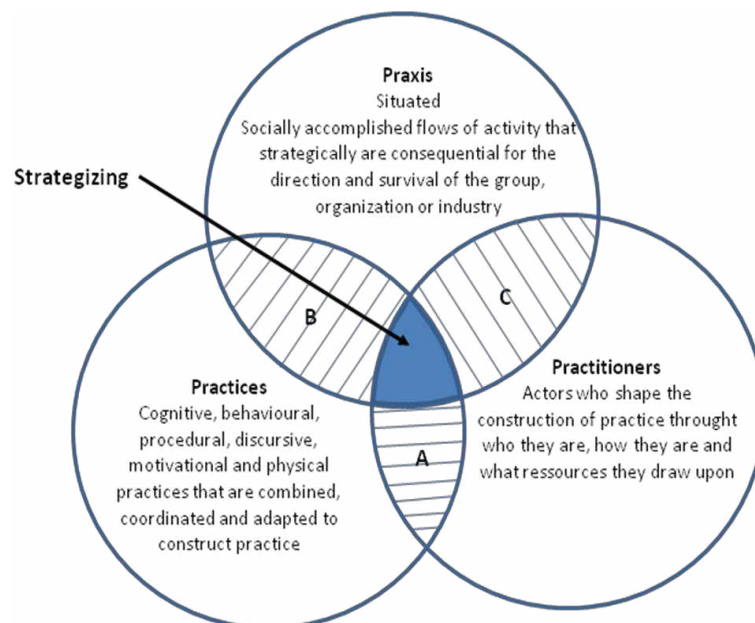 Praxis
Situated
Socially accomplished flows of activity that
strategically are consequential for the
direction and survival of the group,
organization or industry
Strategizing
B
C
Practices
Cognitive, behavioural,
procedural, discursive,
motivational and physical
practices that are combined,
coordinated and adapted to
construct practice
A
Practitioners
Actors who shape the
construction of practice throught
who they are, how they are and
what ressources they draw upon